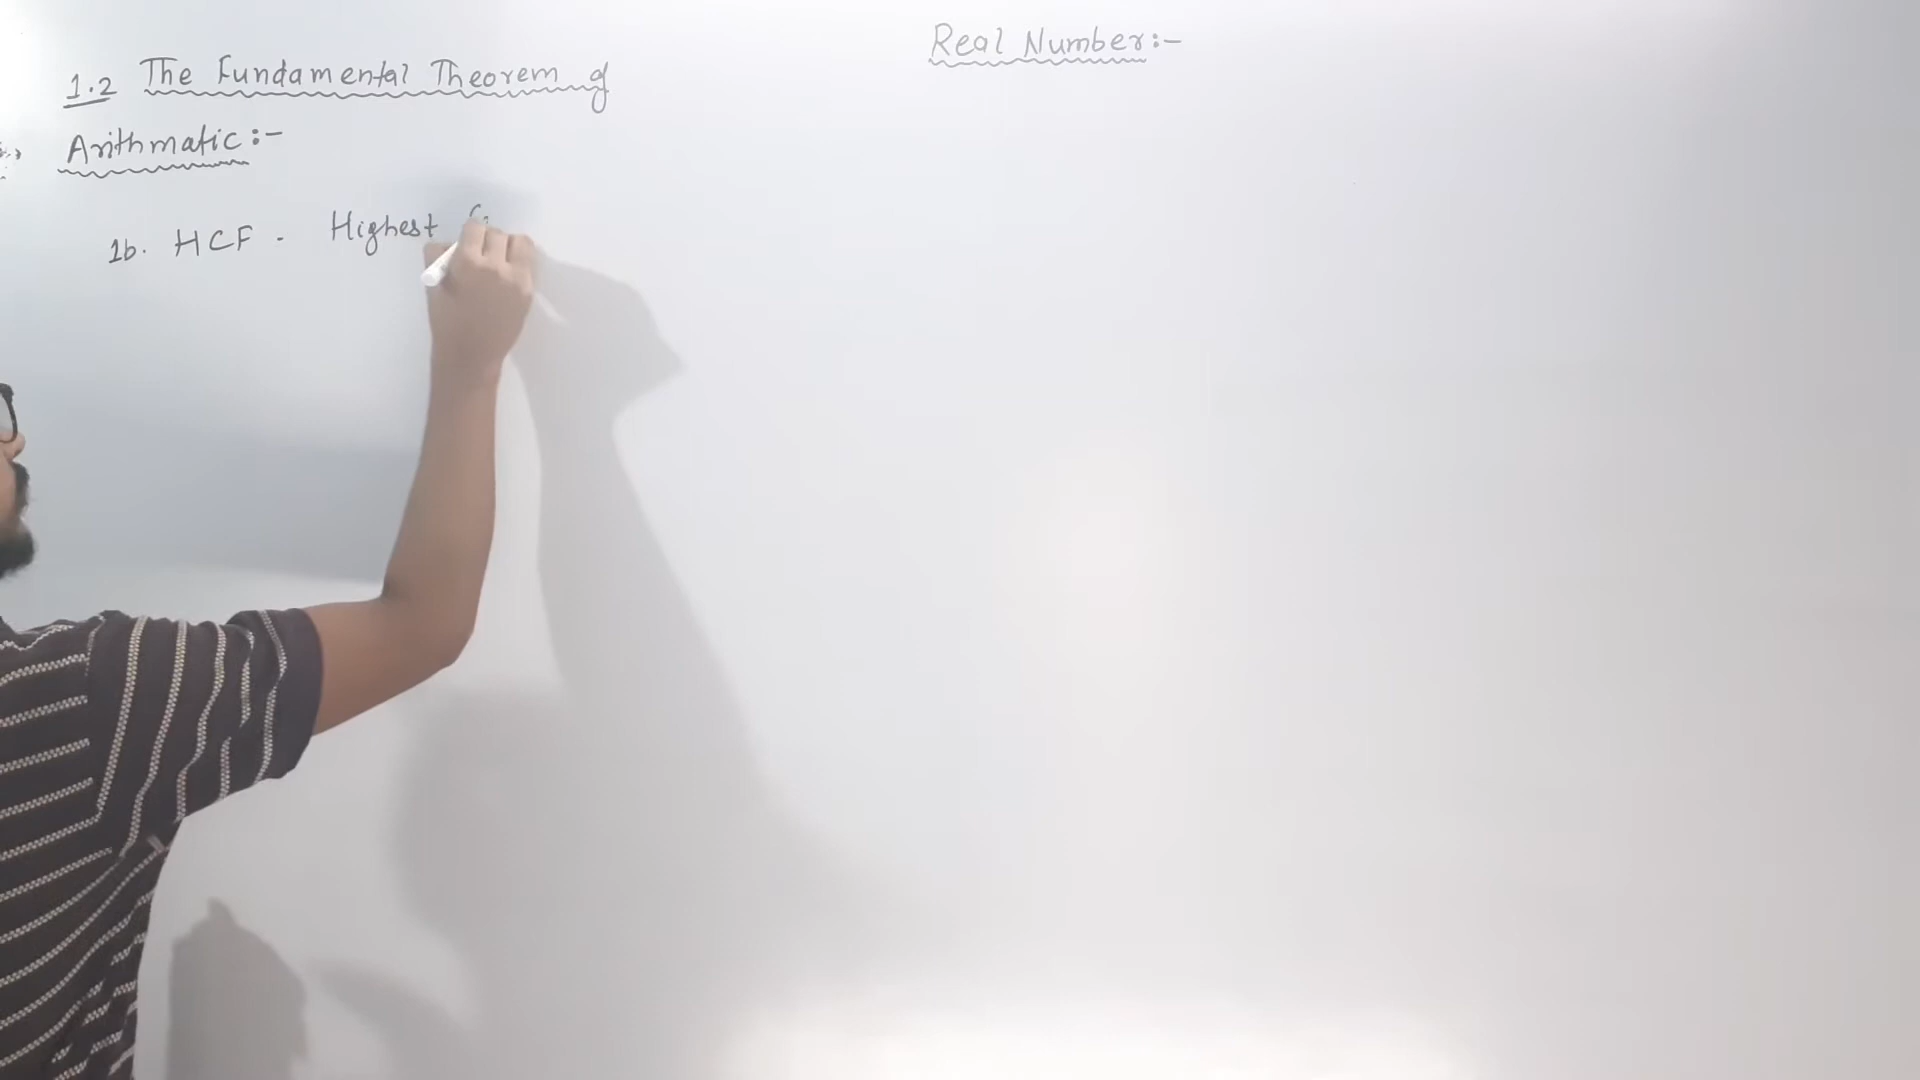 Real Number:-
1.2 The Fundamental Theorem of
Arithmatic:-
1b. HCF - Highest